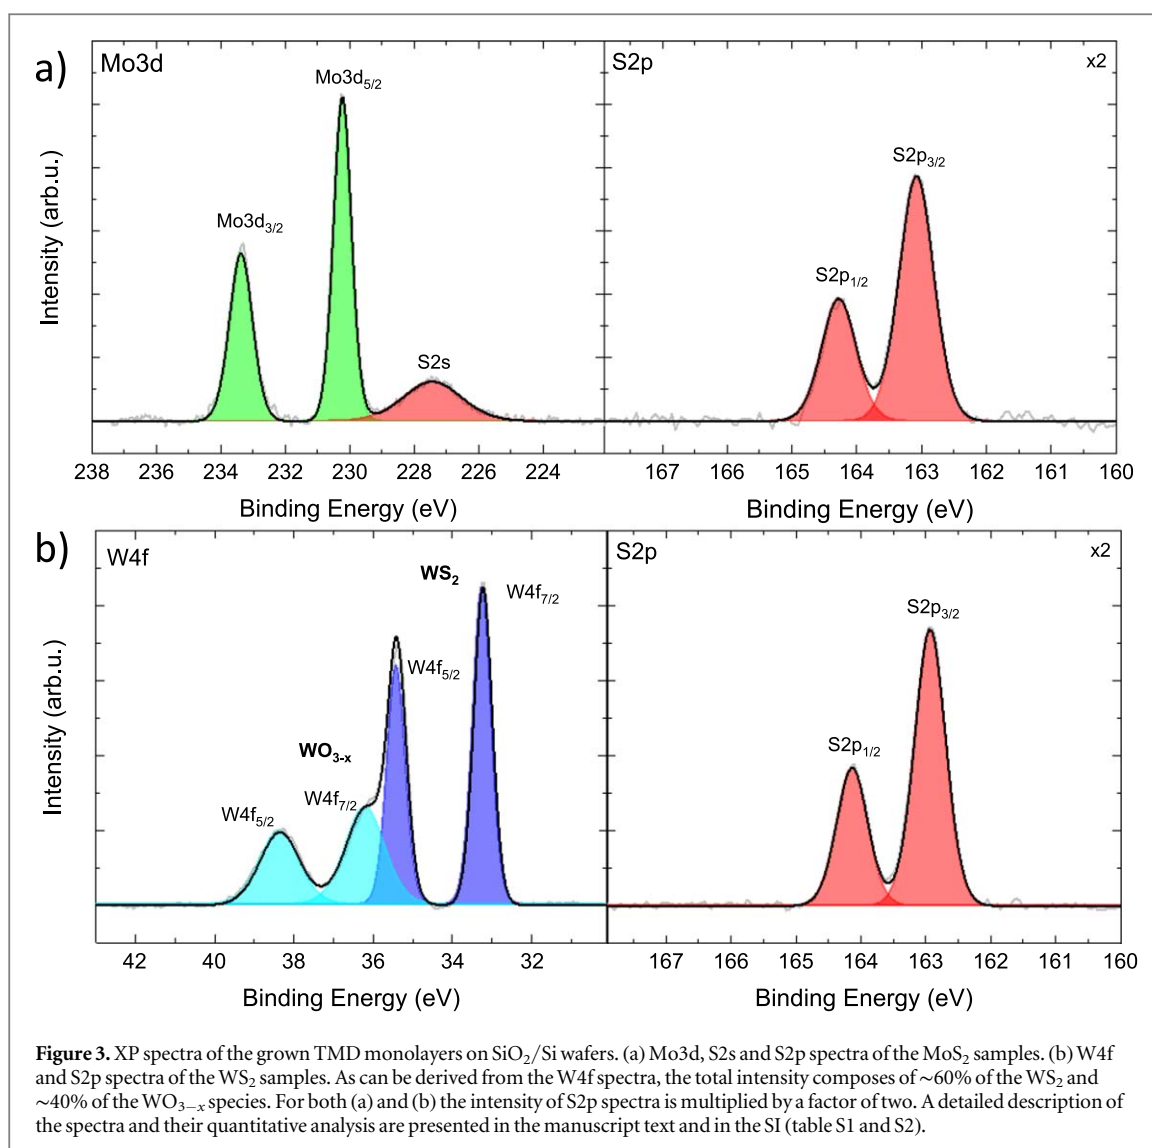 a)
Mo3d
Mo3d5/2
Mo3d3/2
S2s
Intensity (arb.u.)
238 236 234 232 230 228 226 224
Binding Energy (eV)
S2p
x2
S2p3/2
S2p1/2
167 166 165 164 163 162 161 160
Binding Energy (eV)
b)
W4f
WS2
W4f7/2
W4f5/2
WO3-x
W4f7/2
W4f5/2
Intensity (arb.u.)
42 40 38 36 34 32
Binding Energy (eV)
S2p
x2
S2p3/2
S2p1/2
167 166 165 164 163 162 161 160
Binding Energy (eV)
Figure 3. XP spectra of the grown TMD monolayers on SiO2/Si wafers. (a) Mo3d, S2s and S2p spectra of the MoS2 samples. (b) W4f
and S2p spectra of the WS2 samples. As can be derived from the W4f spectra, the total intensity composes of ~60% of the WS2 and
~40% of the WO3−x species. For both (a) and (b) the intensity of S2p spectra is multiplied by a factor of two. A detailed description of
the spectra and their quantitative analysis are presented in the manuscript text and in the SI (table S1 and S2).